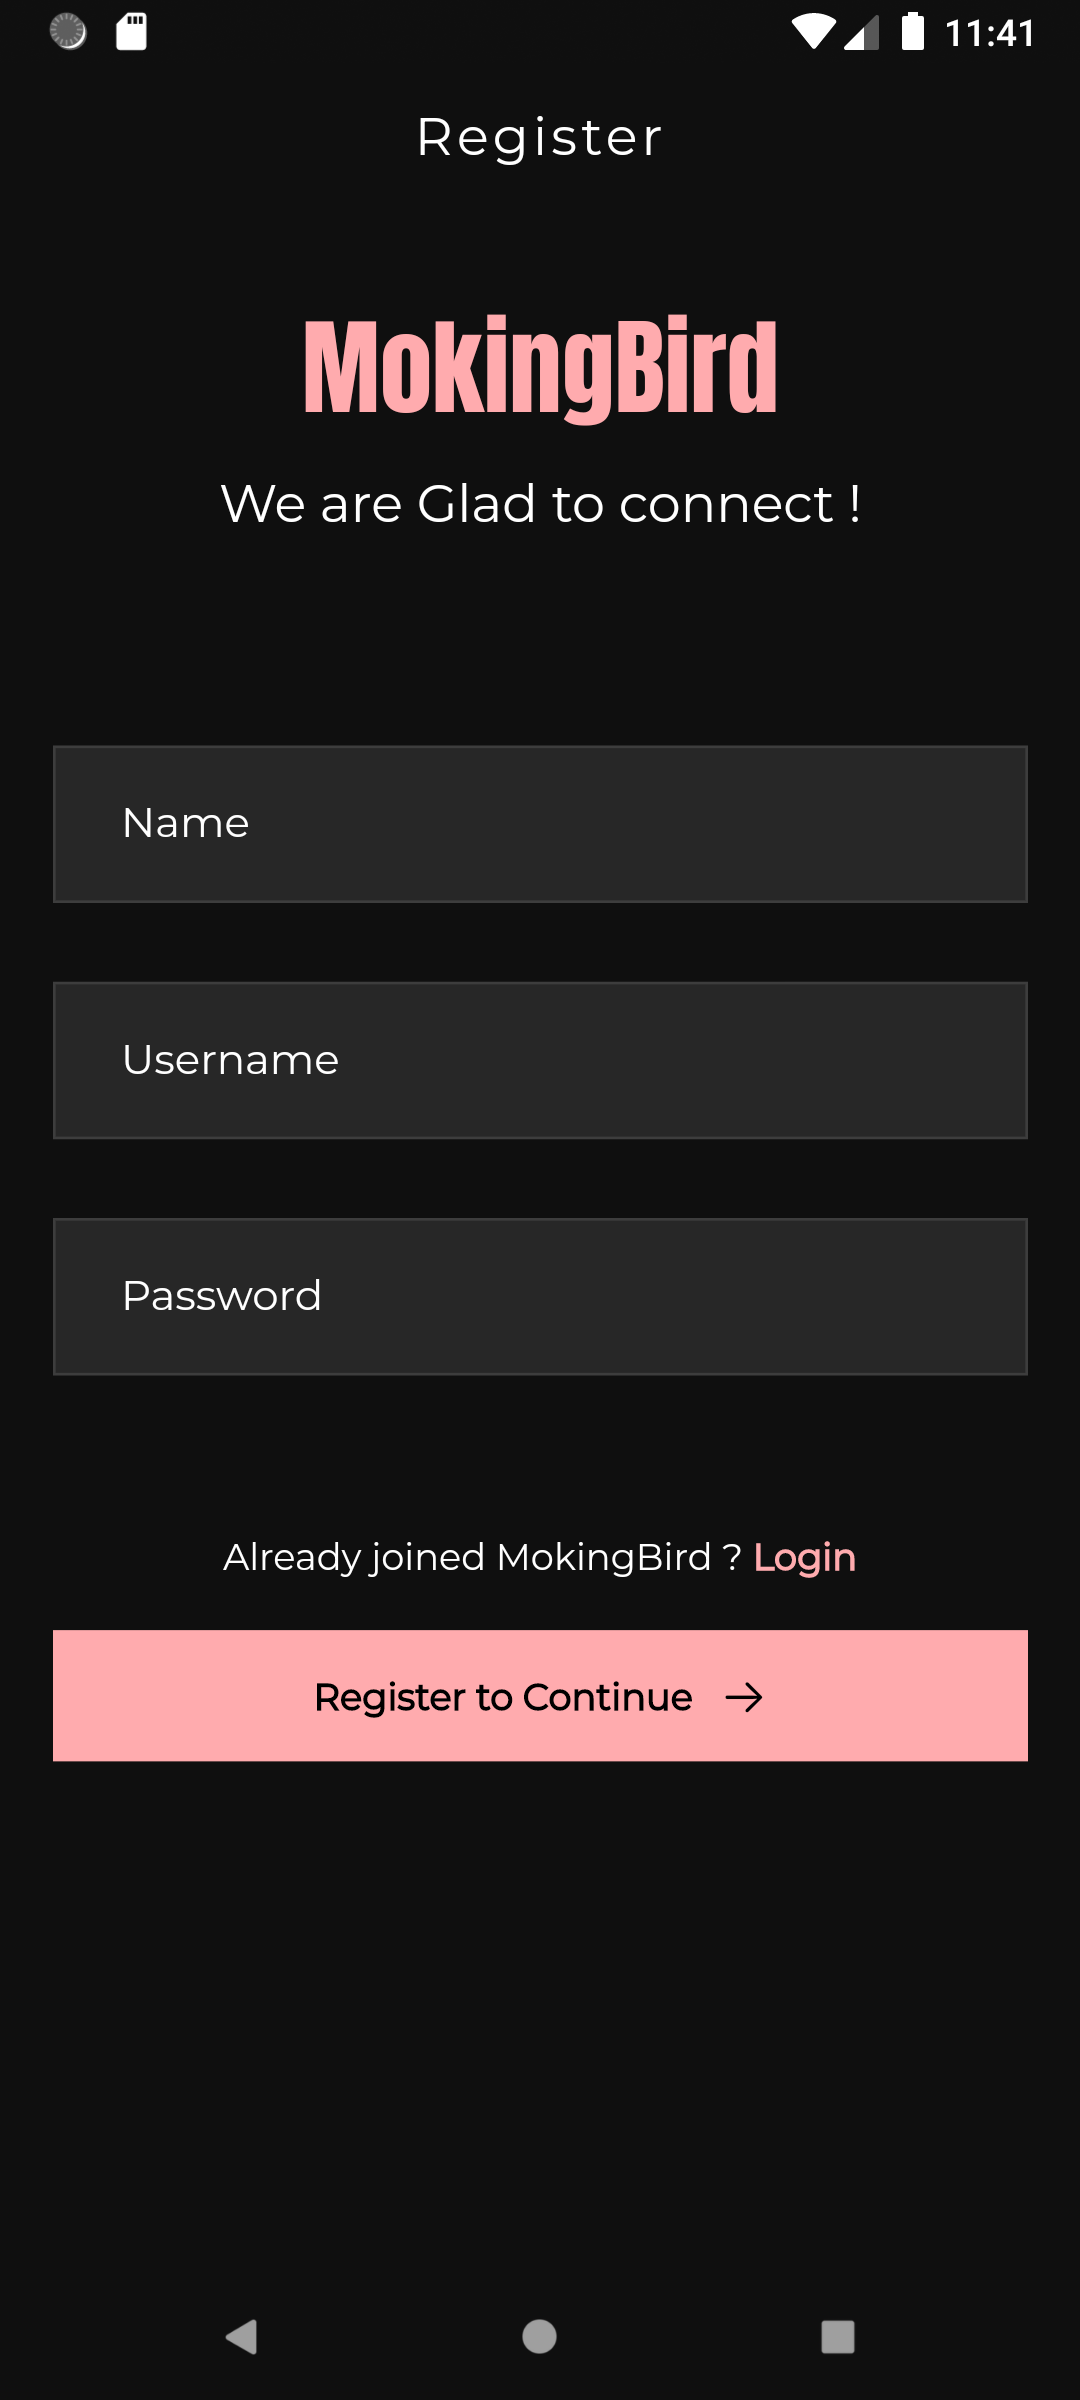 11:41
Register
MokingBird
We are Glad to connect !
Name
Username
Password
Already joined MokingBird ? Login
Register to Continue →